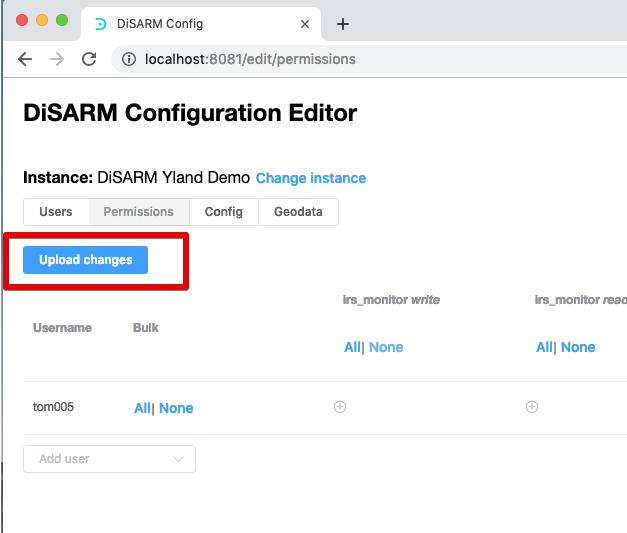 DiSARM Config
localhost:8081/edit/permissions
DiSARM Configuration Editor
Instance: DiSARM Yland Demo Change instance
Users Permissions Config Geodata
Upload changes
irs_monitor write irs_monitor read
Username Bulk
All| None All| None
tom005 All| None
Add user